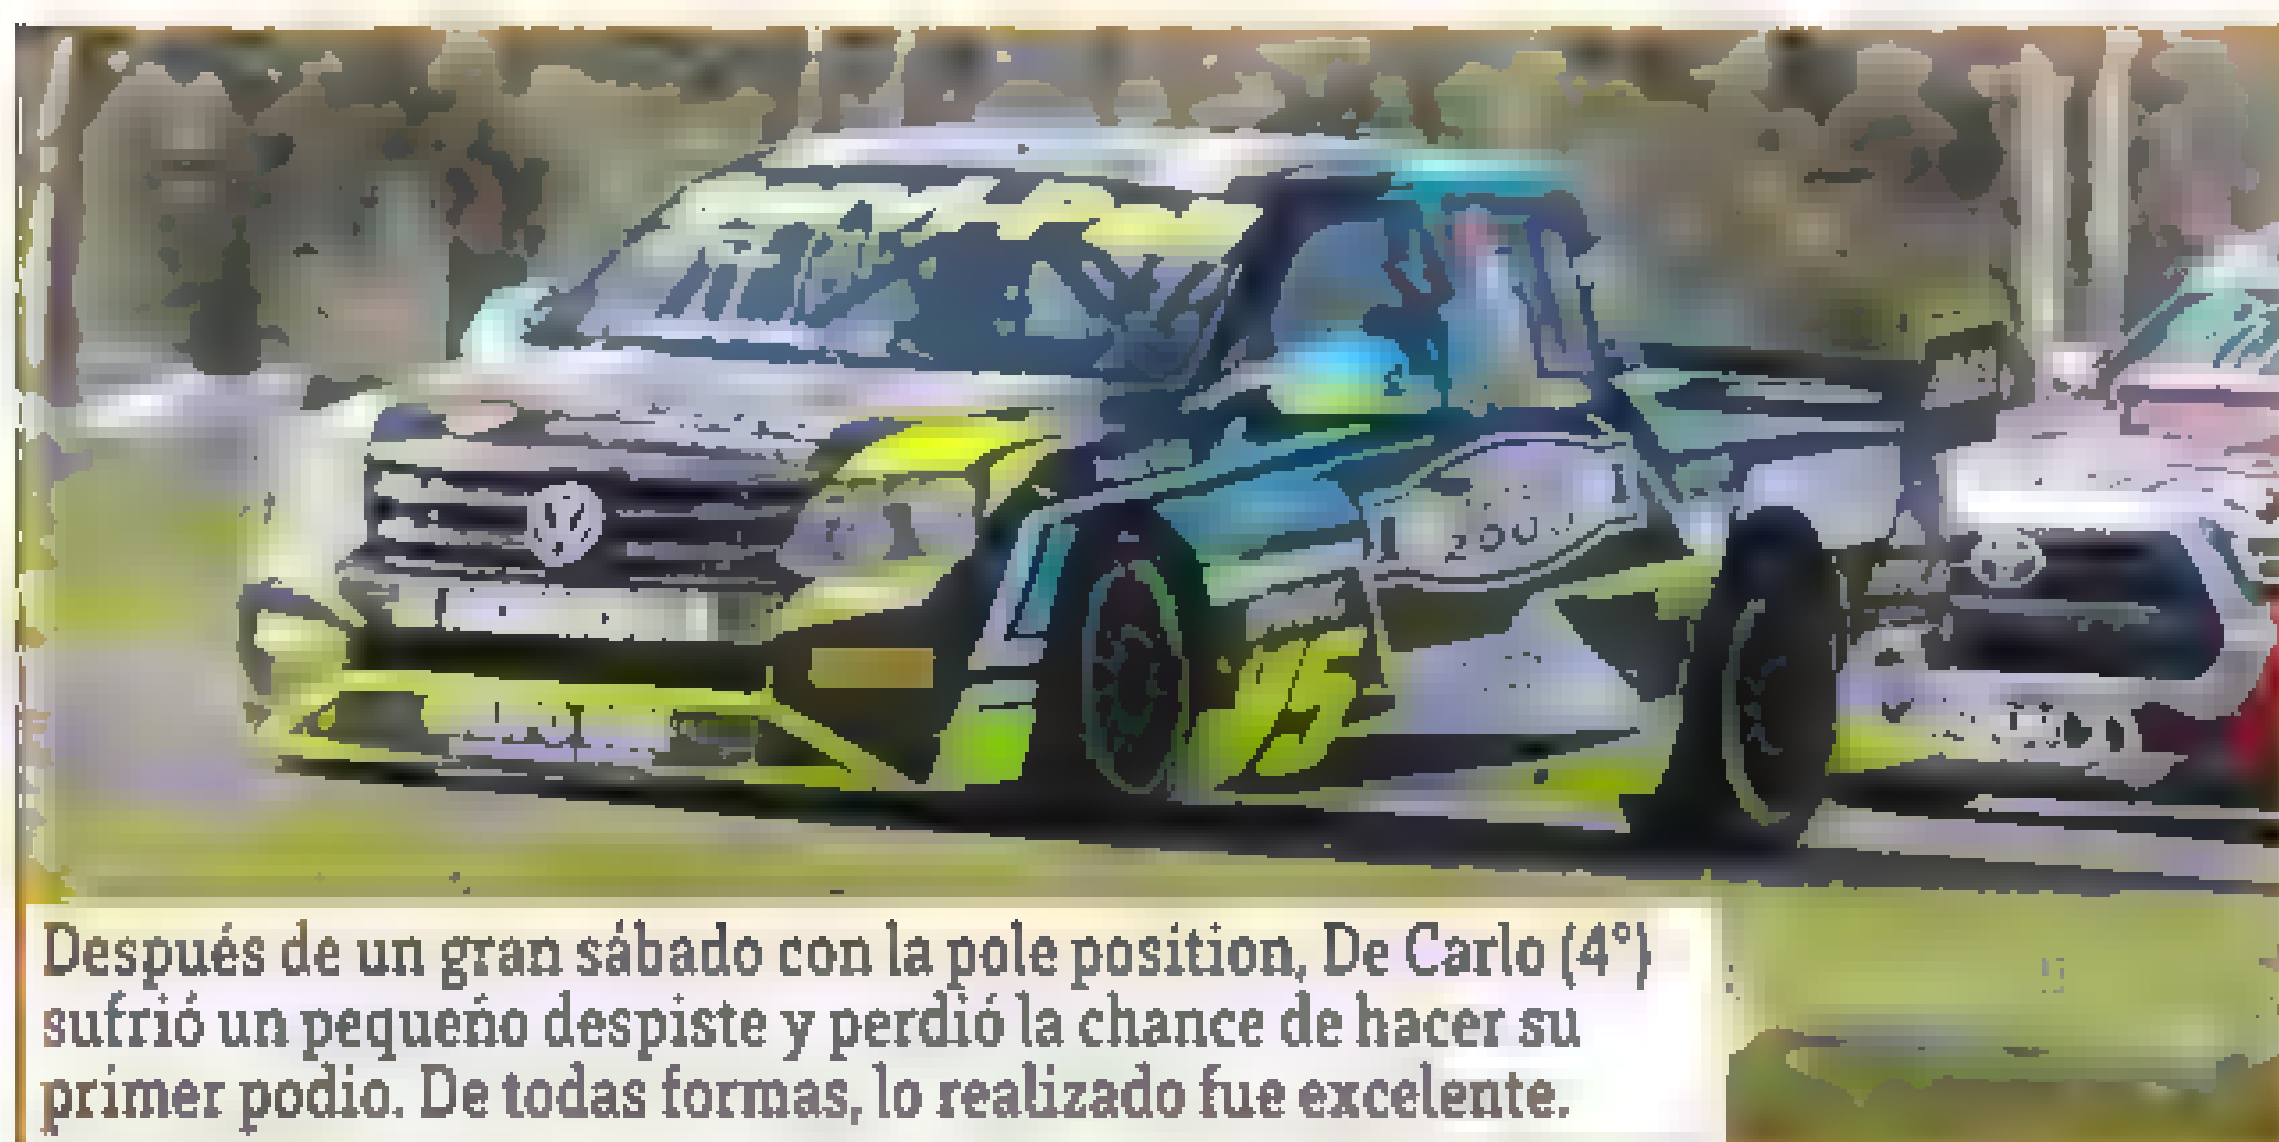 Después de un gran sábado con la pole position, De Carlo (4°)
sufrió un pequeño despiste y perdió la chance de hacer su
primer podio. De todas formas, lo realizado fue excelente.